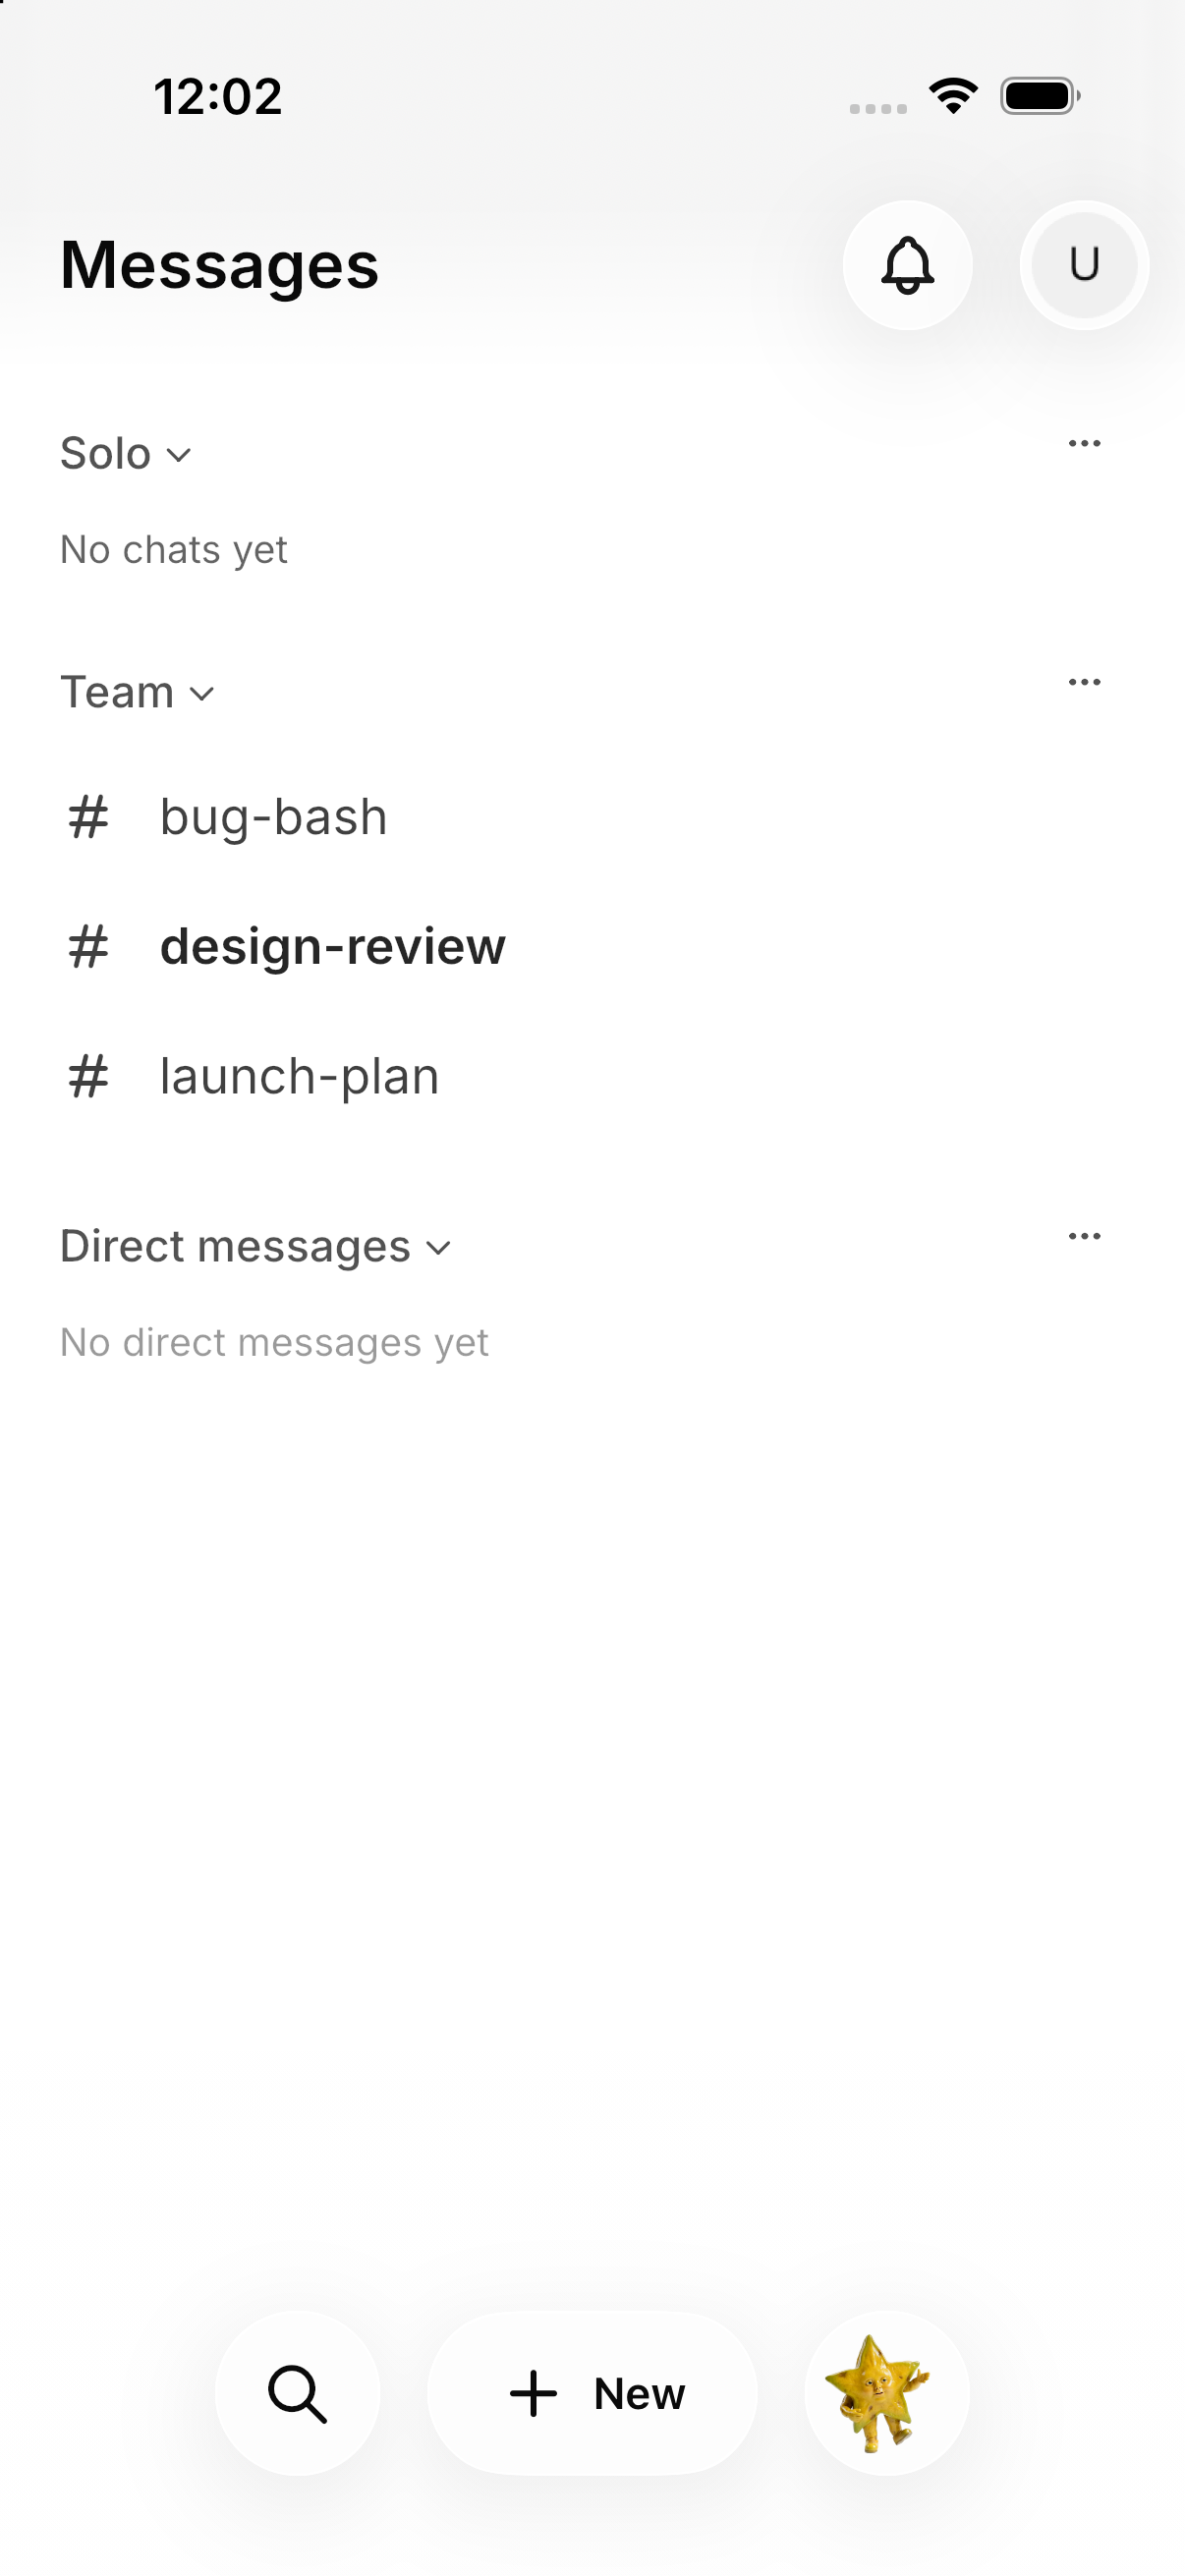 12:02
Messages
U
Solo
No chats yet
Team
# bug-bash
# design-review
# launch-plan
Direct messages
No direct messages yet
New